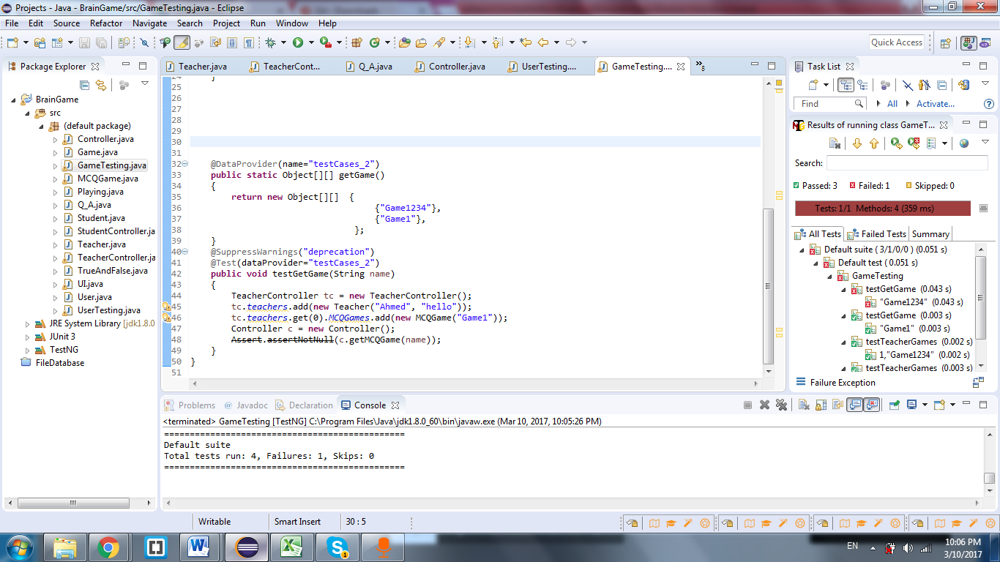 Projects - Java - BrainGame/src/GameTesting.java - Eclipse
File Edit Source Refactor Navigate Search Project Run Window Help
Quick Access
Package Explorer
BrainGame
src
(default package)
Controller.java
Game.java
GameTesting.java
MCQGame.java
Playing.java
Q_A.java
Student.java
StudentController.ja
Teacher.java
TeacherController.ja
TrueAndFalse.java
UI.java
User.java
UserTesting.java
JRE System Library [jdk1.8.0
JUnit 3
TestNG
FileDatabase
Teacher.java TeacherCont... Q_A.java Controller.java UserTesting.... GameTesting.... »8
24 }
25
26
27
28
29
30
31
32 @DataProvider(name="testCases_2")
33 public static Object[][] getGame()
34 {
35 return new Object[][] {
36 {"Game1234"},
37 {"Game1"},
38 };
39 }
40 @SuppressWarnings("deprecation")
41 @Test(dataProvider="testCases_2")
42 public void testGetGame(String name)
43 {
44 TeacherController tc = new TeacherController();
45 tc.teachers.add(new Teacher("Ahmed", "hello"));
46 tc.teachers.get(0).MCQGames.add(new MCQGame("Game1"));
47 Controller c = new Controller();
48 Assert.assertNotNull(c.getMCQGame(name));
49 }
50 }
51
Task List
Find All Activate...
Results of running class GameT...
Search:
Passed: 3 Failed: 1 Skipped: 0
Tests: 1/1 Methods: 4 (359 ms)
All Tests Failed Tests Summary
Default suite ( 3/1/0/0 ) (0.051 s)
Default test ( 0.051 s)
GameTesting
testGetGame (0.043 s)
"Game1234" (0.043 s)
testGetGame (0.003 s)
"Game1" (0.003 s)
testTeacherGames (0.002 s)
1,"Game1234" (0.002 s)
testTeacherGames (0.003 s)
Failure Exception
Problems Javadoc Declaration Console
<terminated> GameTesting [TestNG] C:\Program Files\Java\jdk1.8.0_60\bin\javaw.exe (Mar 10, 2017, 10:05:26 PM)
===============================================
Default suite
Total tests run: 4, Failures: 1, Skips: 0
===============================================
Writable Smart Insert 30 : 5
EN 10:06 PM
3/10/2017